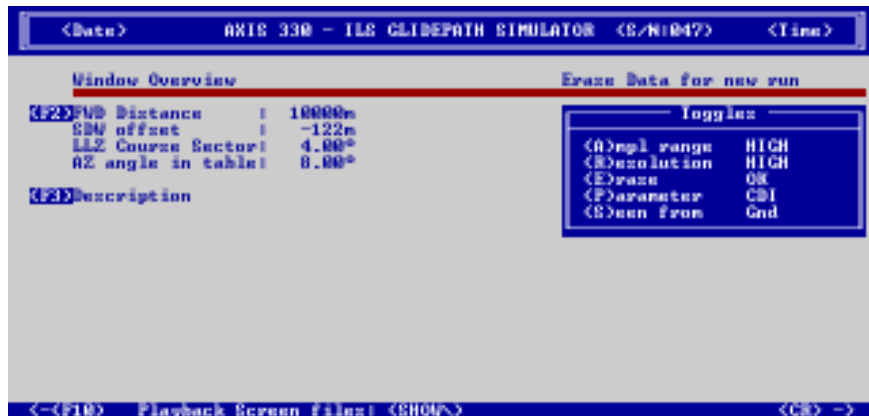 <Date> AXIS 330 - ILS GLIDEPATH SIMULATOR <S/N:047> <Time>
Window Overview Erase Data for new run
<F2>FWD Distance : 10000m
SDW offset : -122m
LLZ Course Sector: 4.00°
AZ angle in table: 8.00°
<F3>Description
Toggles
<A>mpl range HIGH
<R>esolution HIGH
<E>rase OK
<P>arameter CDI
<S>een from Gnd
<-<F10> Playback Screen files: <SHOW\> <CR> ->